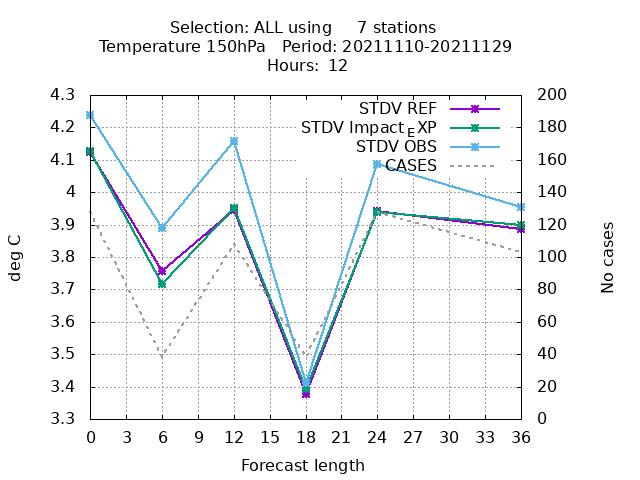 Selection: ALL using 7 stations
Temperature 150hPa Period: 20211110-20211129
Hours: 12
STDV REF
STDV Impact_EXP
STDV OBS
CASES
deg C
4.3
4.2
4.1
4
3.9
3.8
3.7
3.6
3.5
3.4
3.3
200
180
160
140
120
100
80
60
40
20
0
No cases
0 3 6 9 12 15 18 21 24 27 30 33 36
Forecast length